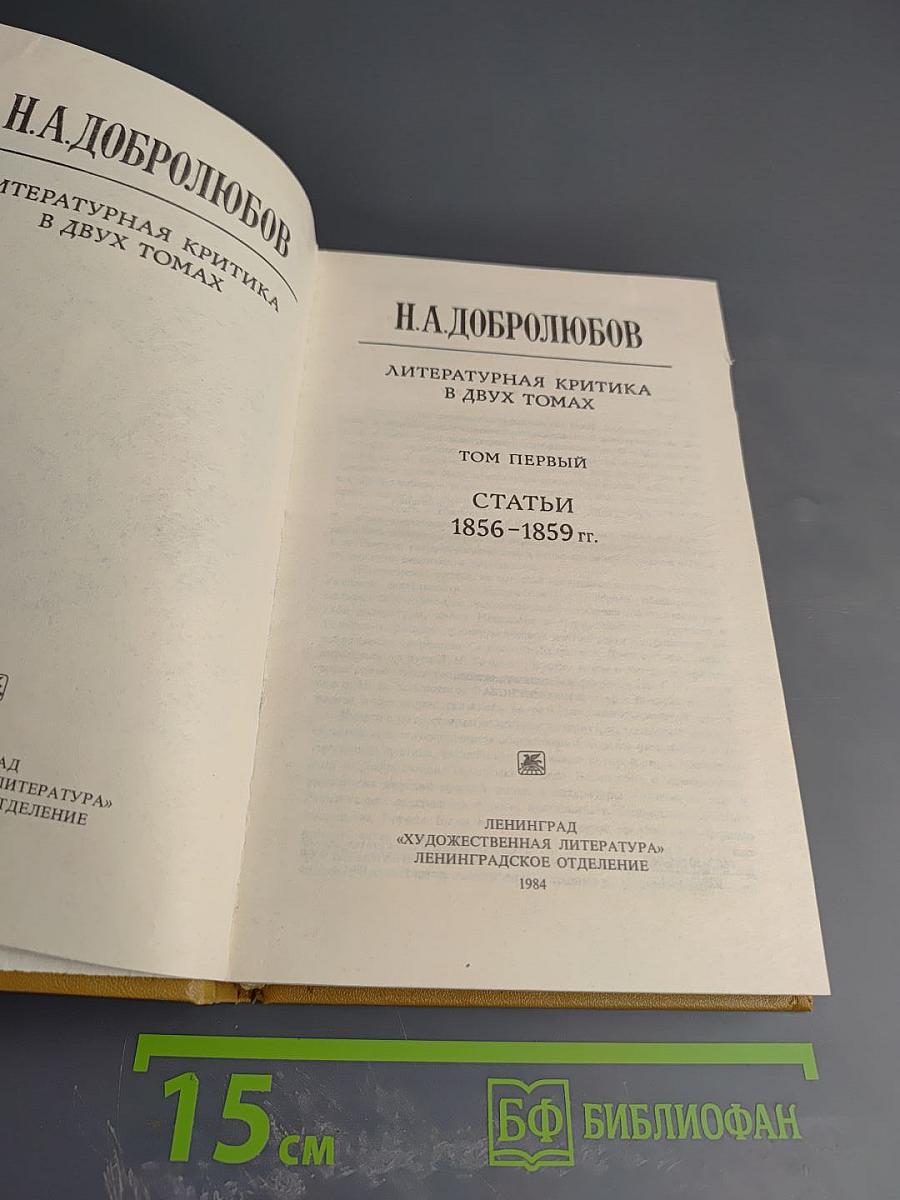 Н.А.ДОБРОЛЮБОВ
ЛИТЕРАТУРНАЯ КРИТИКА
В ДВУХ ТОМАХ
АД
ЛИТЕРАТУРА»
ОТДЕЛЕНИЕ
Н.А.ДОБРОЛЮБОВ
ЛИТЕРАТУРНАЯ КРИТИКА
В ДВУХ ТОМАХ
ТОМ ПЕРВЫЙ
СТАТЬИ
1856–1859 гг.
ЛЕНИНГРАД
«ХУДОЖЕСТВЕННАЯ ЛИТЕРАТУРА»
ЛЕНИНГРАДСКОЕ ОТДЕЛЕНИЕ
1984
15 см
БФ БИБЛИОФАН